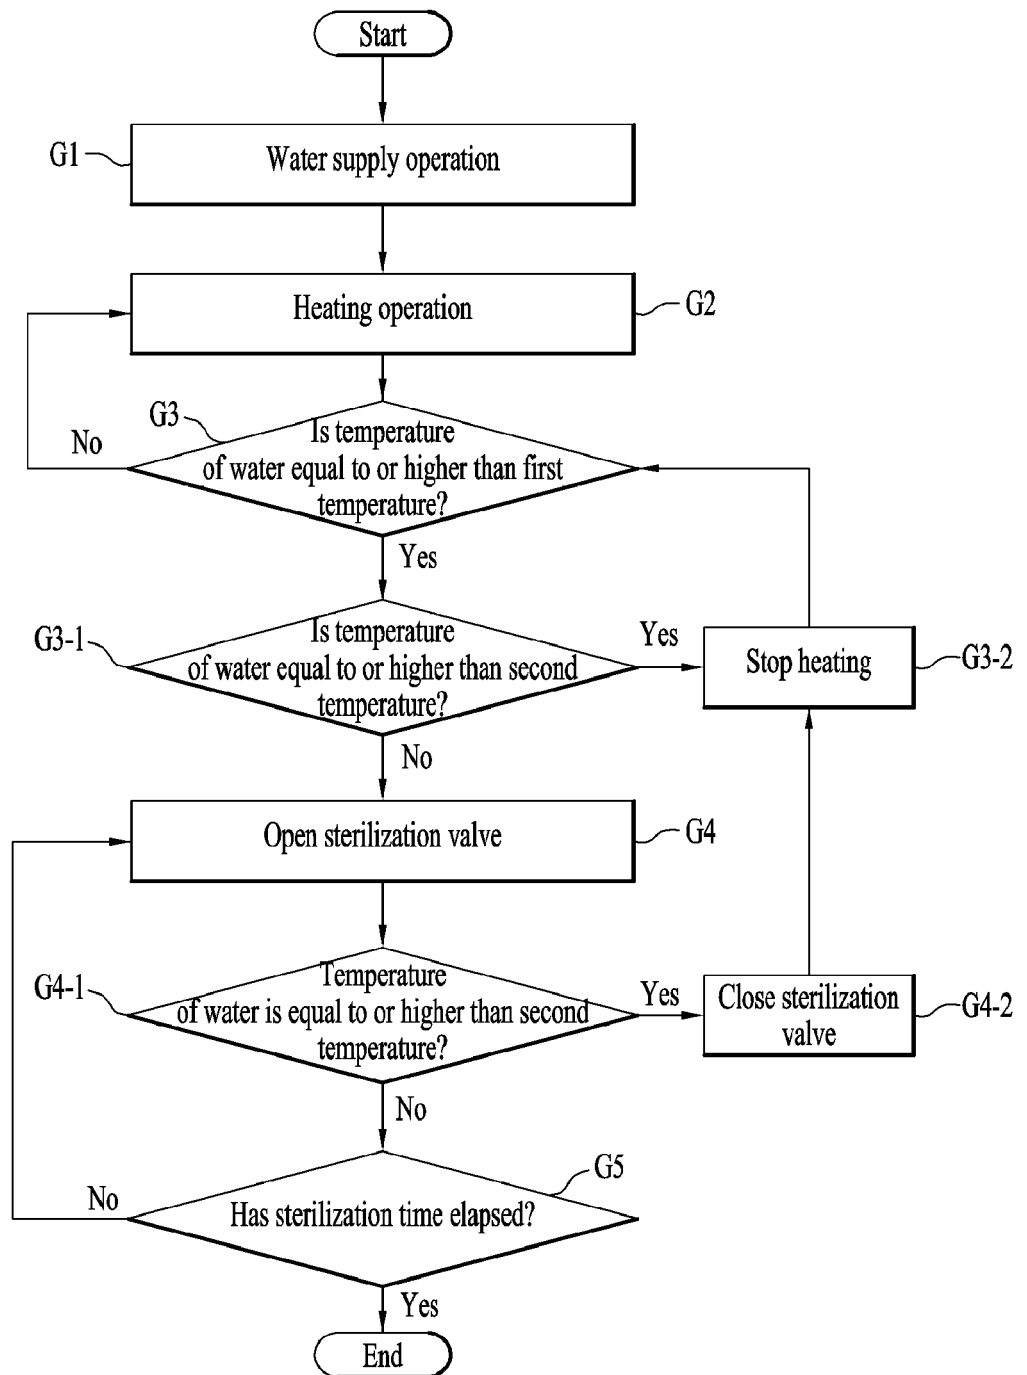 Start
G1
Water supply operation
Heating operation
G2
G3
No
Is temperature
of water equal to or higher than first
temperature?
Yes
G3-1
Is temperature
of water equal to or higher than second
temperature?
Yes
Stop heating
G3-2
No
Open sterilization valve
G4
G4-1
Temperature
of water is equal to or higher than second
temperature?
Yes
Close sterilization
valve
G4-2
No
G5
No
Has sterilization time elapsed?
Yes
End